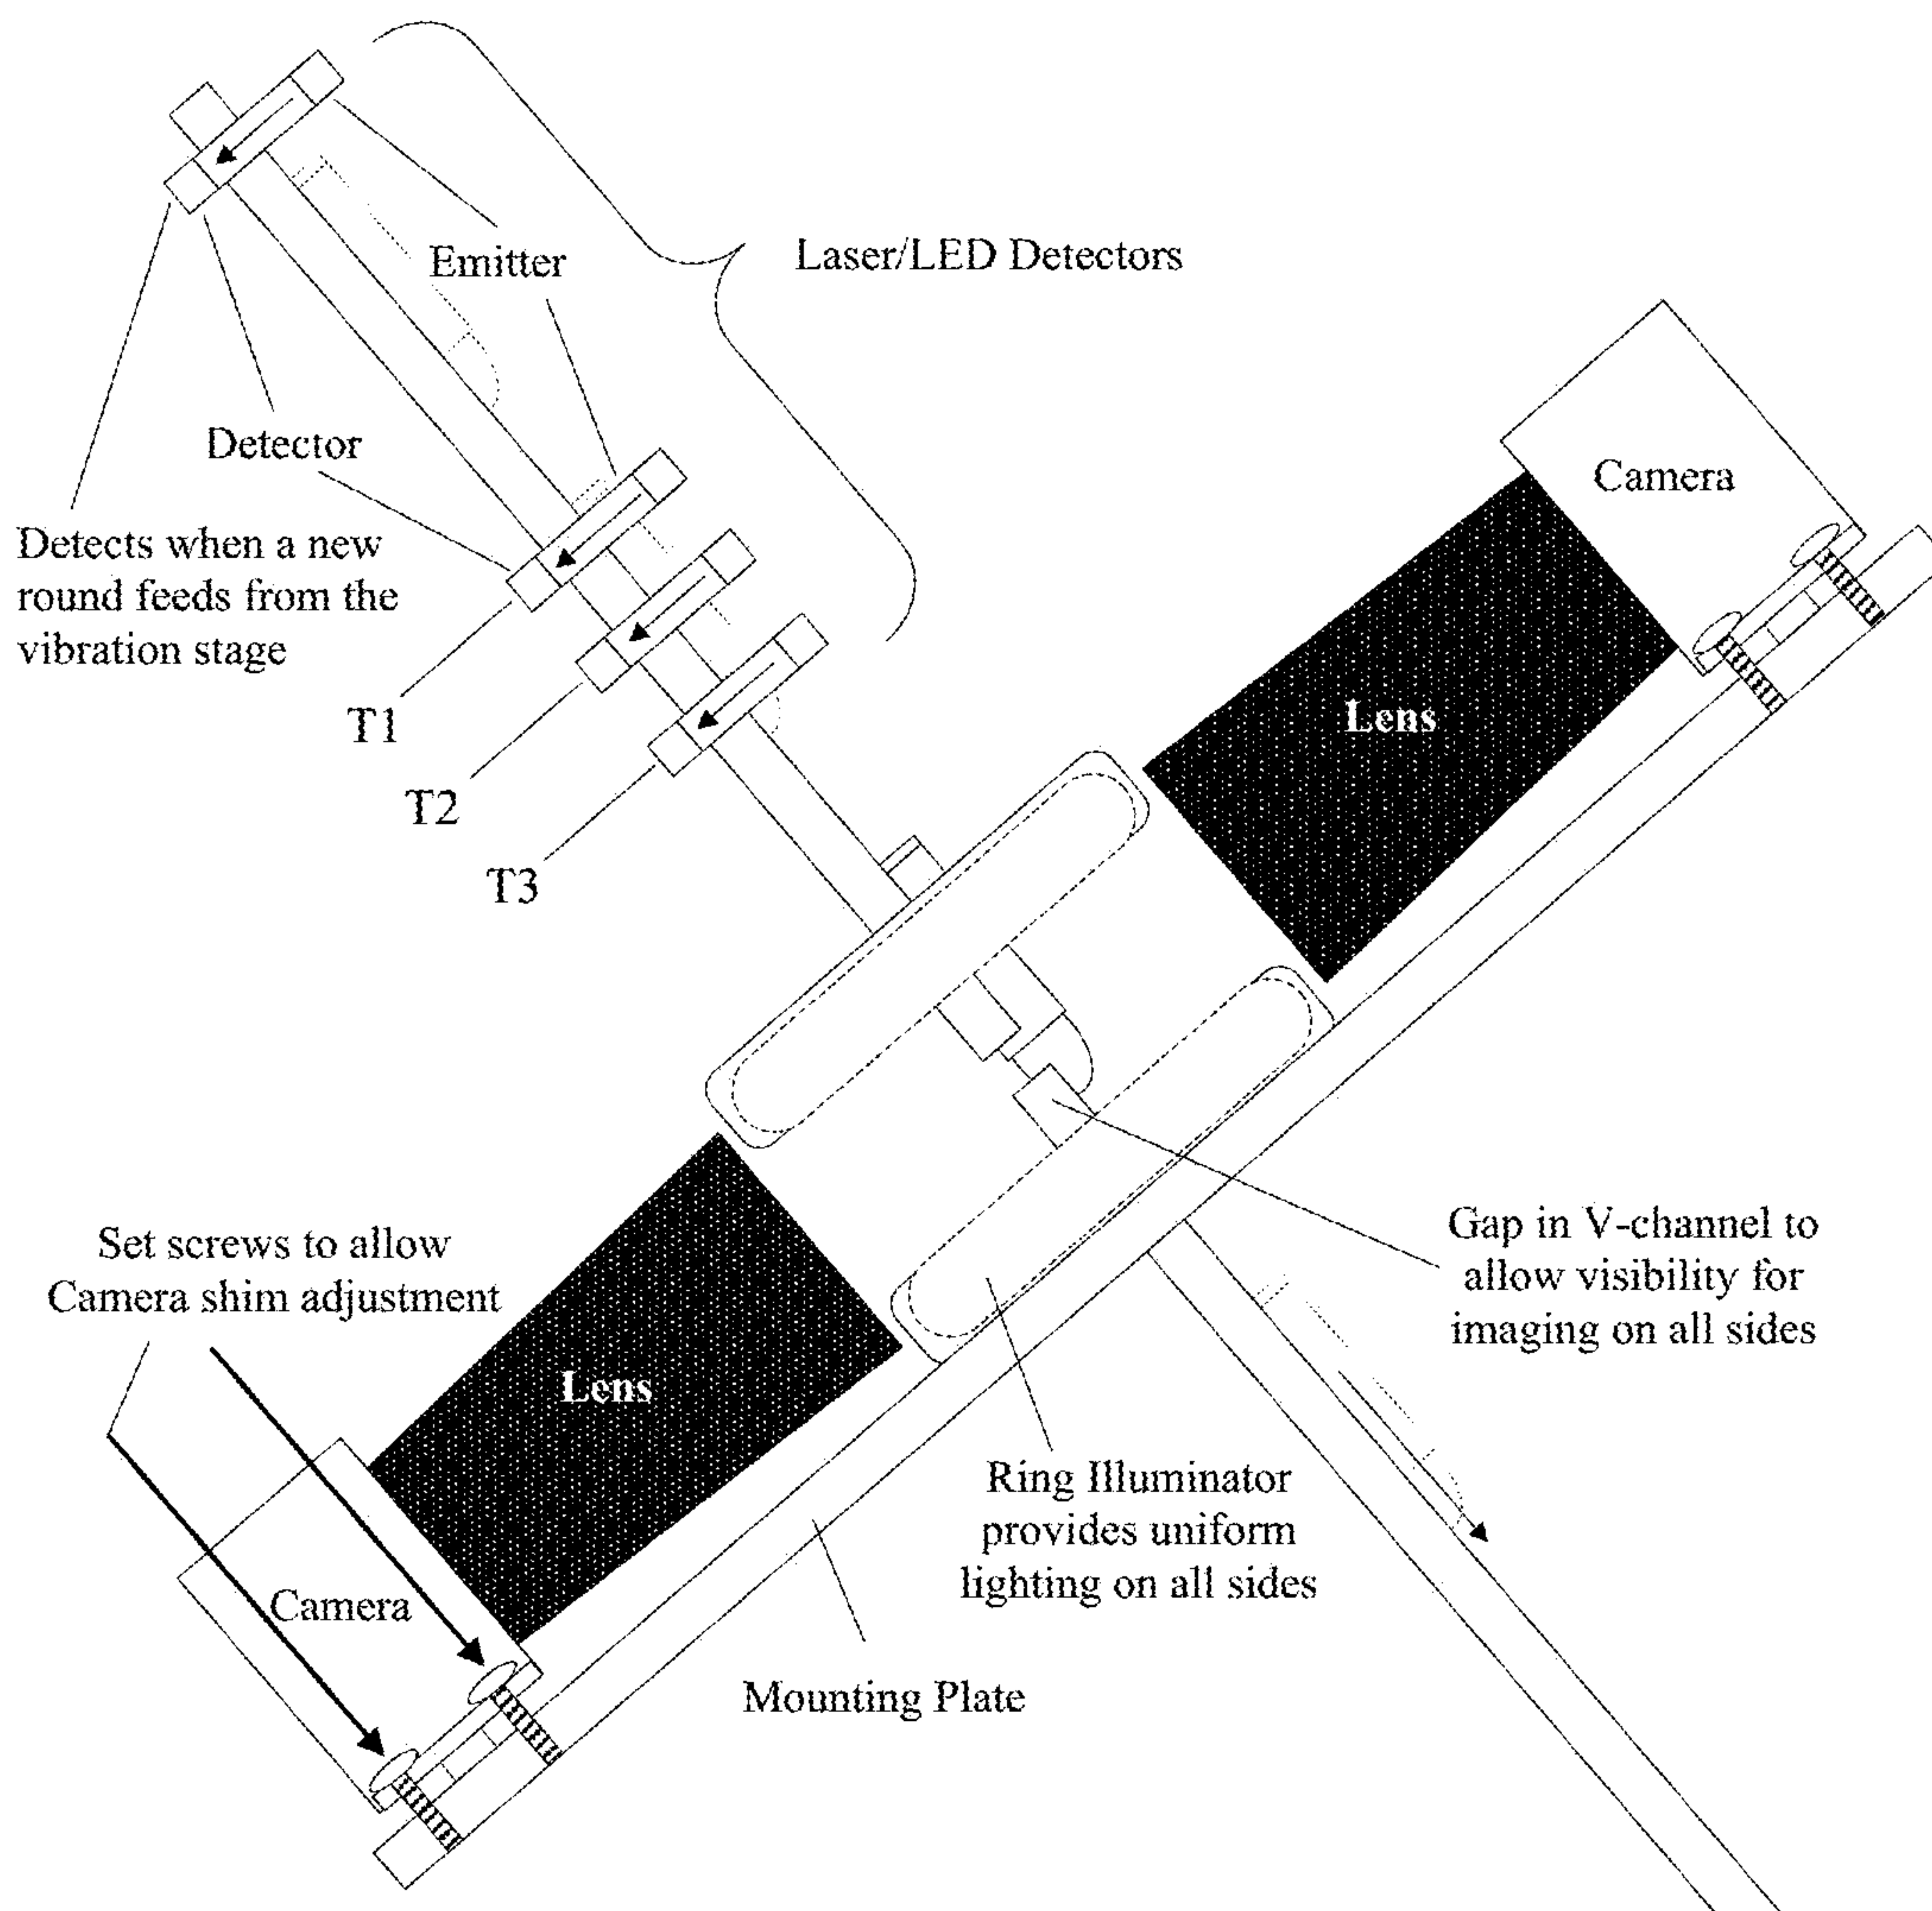 Laser/LED Detectors
Emitter
Detector
Camera
Detects when a new
round feeds from the
vibration stage
Lens
T1
T2
T3
Set screws to allow
Camera shim adjustment
Gap in V-channel to
allow visibility for
imaging on all sides
Lens
Ring Illuminator
provides uniform
lighting on all sides
Camera
Mounting Plate